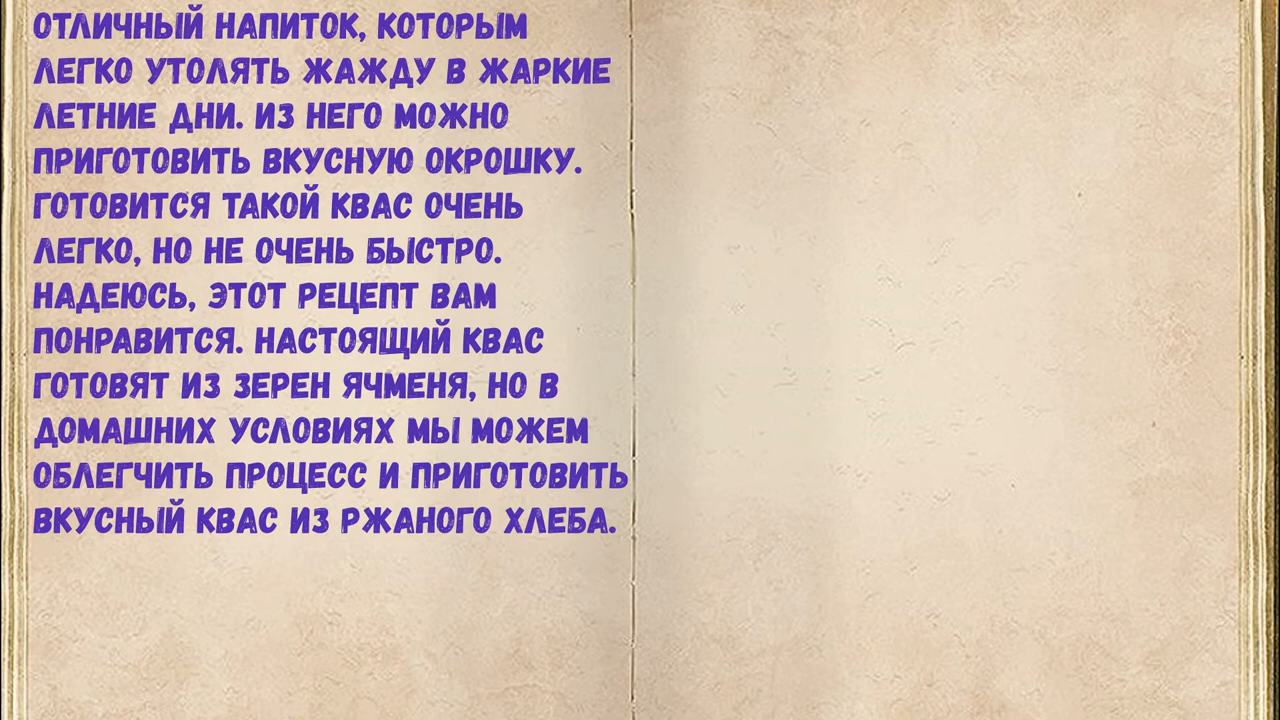 ОТЛИЧНЫЙ НАПИТОК, КОТОРЫМ
ЛЕГКО УТОЛЯТЬ ЖАЖДУ В ЖАРКИЕ
ЛЕТНИЕ ДНИ. ИЗ НЕГО МОЖНО
ПРИГОТОВИТЬ ВКУСНУЮ ОКРОШКУ.
ГОТОВИТСЯ ТАКОЙ КВАС ОЧЕНЬ
ЛЕГКО, НО НЕ ОЧЕНЬ БЫСТРО.
НАДЕЮСЬ, ЭТОТ РЕЦЕПТ ВАМ
ПОНРАВИТСЯ. НАСТОЯЩИЙ КВАС
ГОТОВЯТ ИЗ ЗЕРЕН ЯЧМЕНЯ, НО В
ДОМАШНИХ УСЛОВИЯХ МЫ МОЖЕМ
ОБЛЕГЧИТЬ ПРОЦЕСС И ПРИГОТОВИТЬ
ВКУСНЫЙ КВАС ИЗ РЖАНОГО ХЛЕБА.